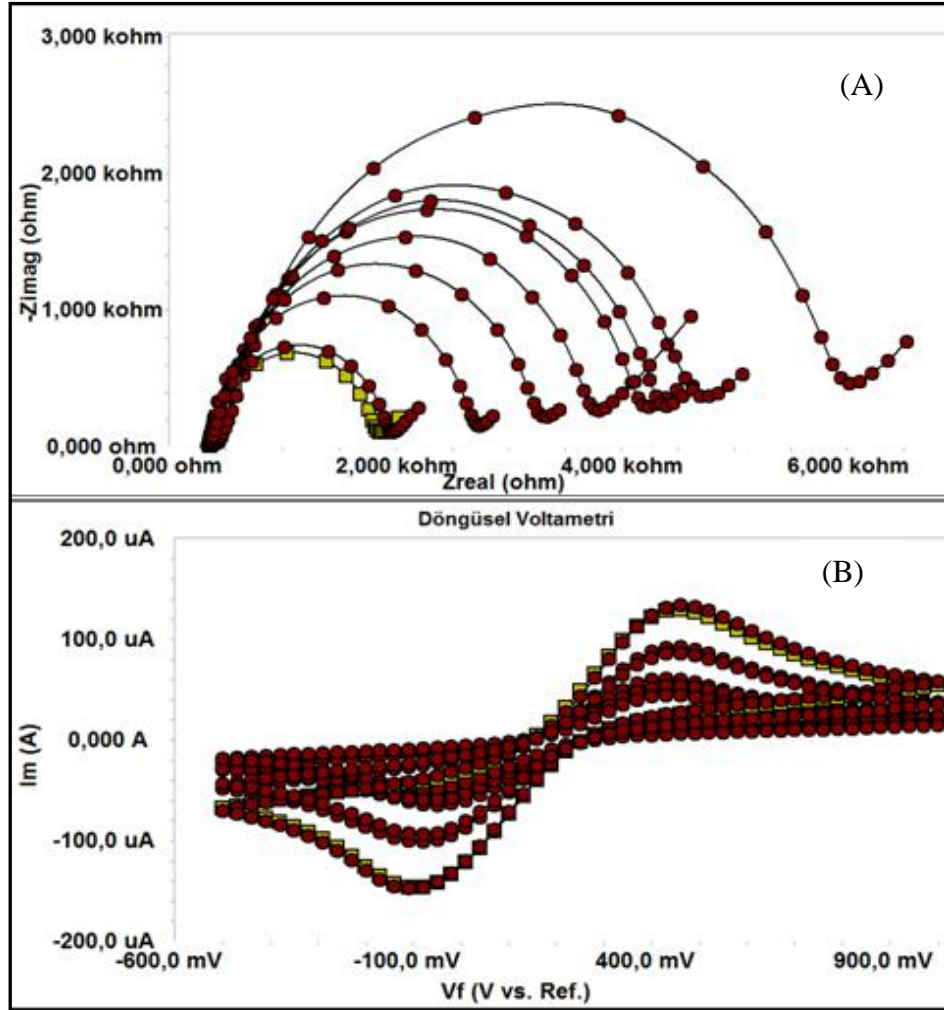 3,000 kohm
(A)
2,000 kohm
-Zimag (ohm)
1,000 kohm
0,000 ohm
0,000 ohm 2,000 kohm 4,000 kohm 6,000 kohm
Zreal (ohm)
Döngüsel Voltametri
200,0 uA
(B)
100,0 uA
0,000 A
Im (A)
-100,0 uA
-200,0 uA
-600,0 mV -100,0 mV 400,0 mV 900,0 mV
Vf (V vs. Ref.)